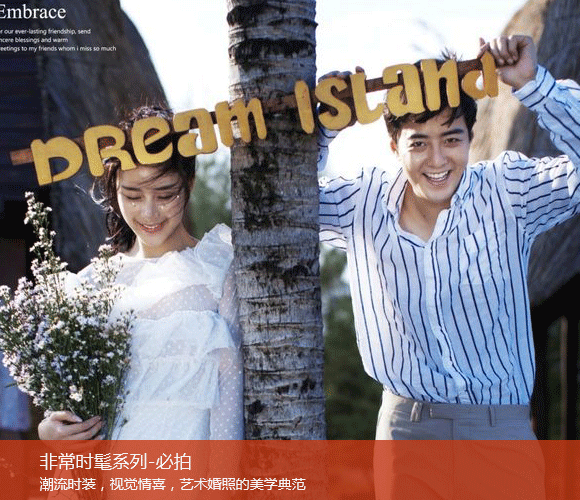 Embrace
r our ever-lasting friendship, send
ncere blessings and warm
eetings to my friends whom i miss so much
DREAM ISLAND
非常时髦系列-必拍
潮流时装，视觉情喜，艺术婚照的美学典范